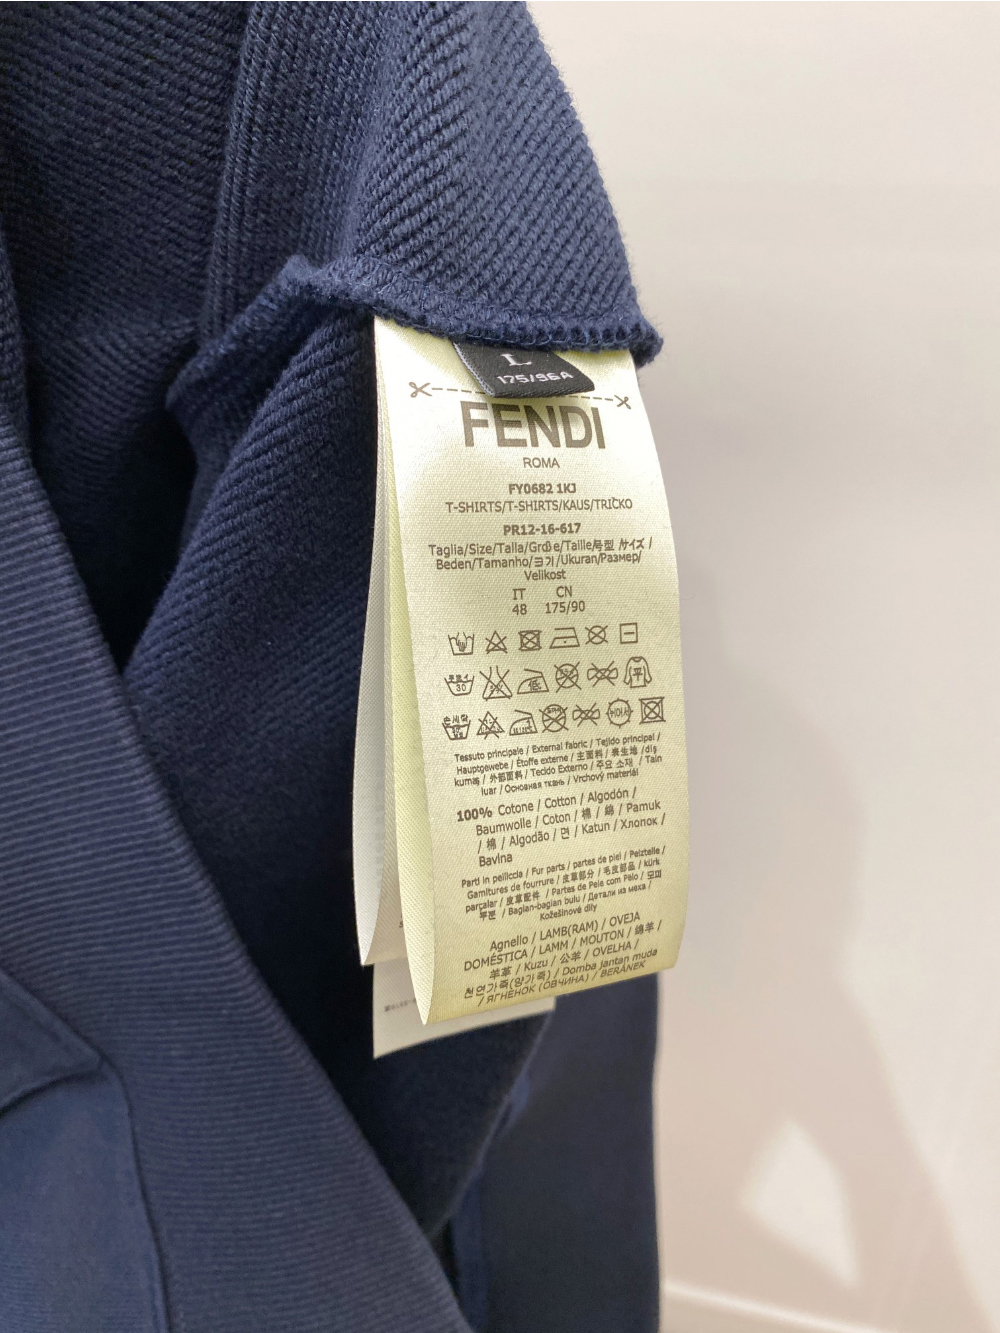 L
175/96A
FENDI
ROMA
FY0682 1KJ
T-SHIRTS/T-SHIRTS/KAUS/TRIČKO
PR12-16-617
Taglia/Size/Talla/Größe/Taille/号型/サイズ/
Beden/Tamanho/크기/Ukuran/Размер/
Velikost
IT CN
48 175/90
30
低
平
Tessuto principale / External fabric / Tejido principal /
Hauptgewebe / Étoffe externe / 主面料 / 表生地 / dış
kumaş / 外部面料 / Tecido Externo / 주요 소재 / Tain
luar / Основная ткань / Vrchový materiál
100% Cotone / Cotton / Algodón /
Baumwolle / Coton / 棉 / 綿 / Pamuk
/ 棉 / Algodão / 면 / Katun / Хлопок /
Bavlna
Parti in pelliccia / Fur parts / partes de piel / Pelzteile /
Garnitures de fourrure / 皮草部分 / 毛皮部品 / kürk
parçalar / 皮草配件 / Partes de Pele com Pêlo / 모피
부분 / Bagian-bagian bulu / Детали из меха /
Kožešinové díly
Agnello / LAMB(RAM) / OVEJA
DOMÉSTICA / LAMM / MOUTON / 绵羊 /
羊革 / Kuzu / 公羊 / OVELHA /
천연가죽(양가죽) / Domba jantan muda
/ ЯГНЁНОК (ОВЧИНА) / BERÁNEK